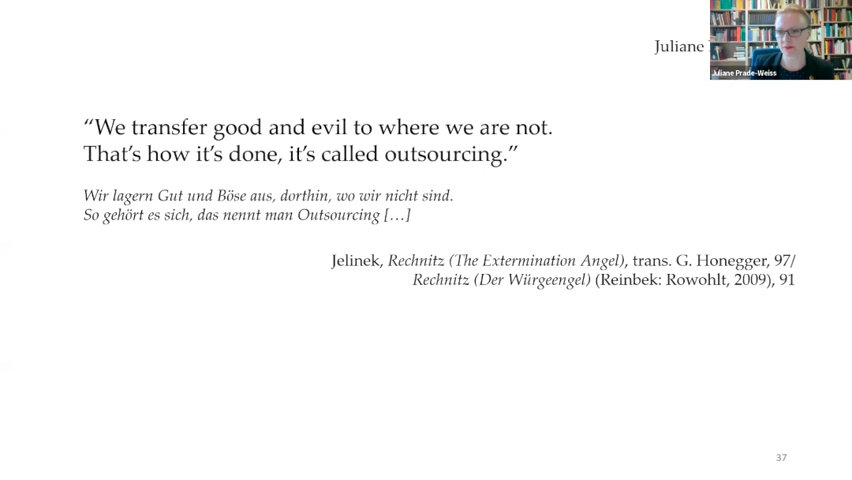 Juliane
Juliane Prade-Weiss
“We transfer good and evil to where we are not.
That’s how it’s done, it’s called outsourcing.”
Wir lagern Gut und Böse aus, dorthin, wo wir nicht sind.
So gehört es sich, das nennt man Outsourcing […]
Jelinek, Rechnitz (The Extermination Angel), trans. G. Honegger, 97/
Rechnitz (Der Würgeengel) (Reinbek: Rowohlt, 2009), 91
37